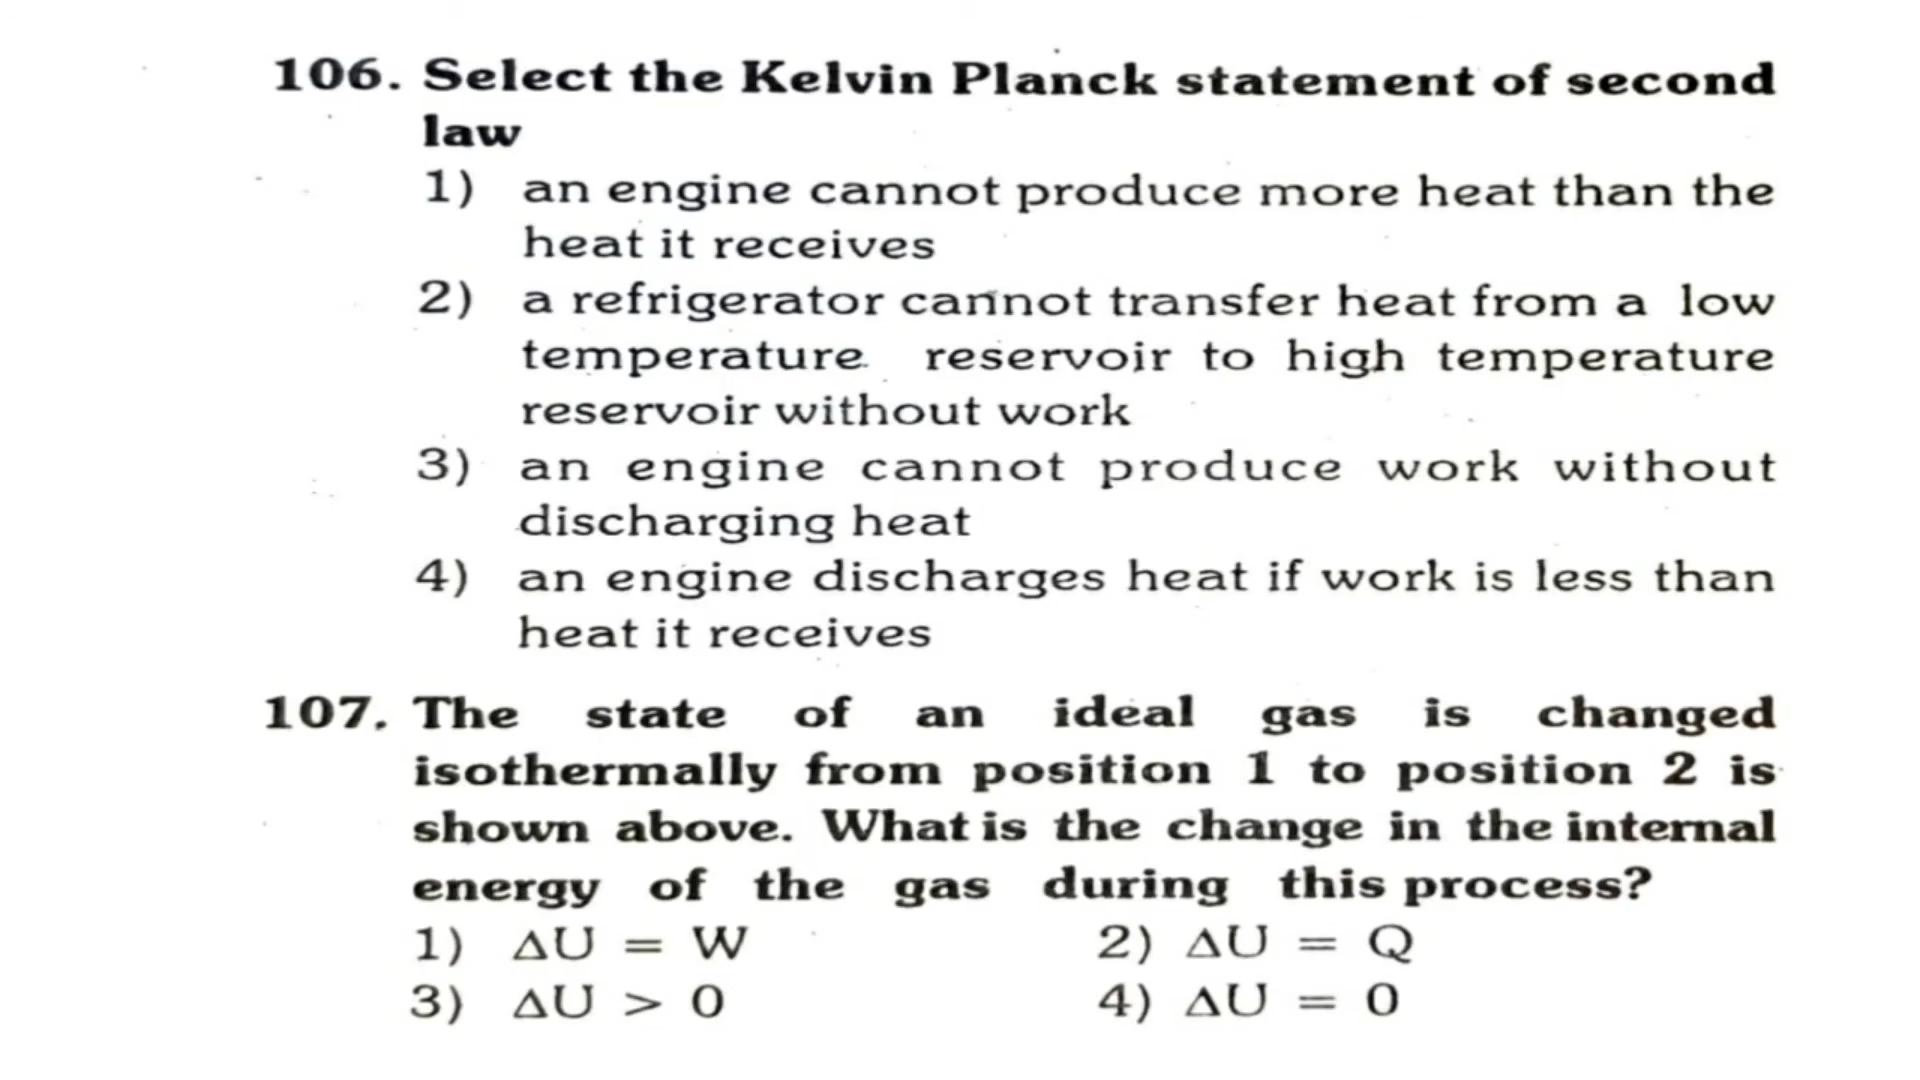 106. Select the Kelvin Planck statement of second
law
1) an engine cannot produce more heat than the
heat it receives
2) a refrigerator cannot transfer heat from a low
temperature reservoir to high temperature
reservoir without work
3) an engine cannot produce work without
discharging heat
4) an engine discharges heat if work is less than
heat it receives
107. The state of an ideal gas is changed
isothermally from position 1 to position 2 is
shown above. What is the change in the internal
energy of the gas during this process?
1) ΔU = W 2) ΔU = Q
3) ΔU > 0 4) ΔU = 0